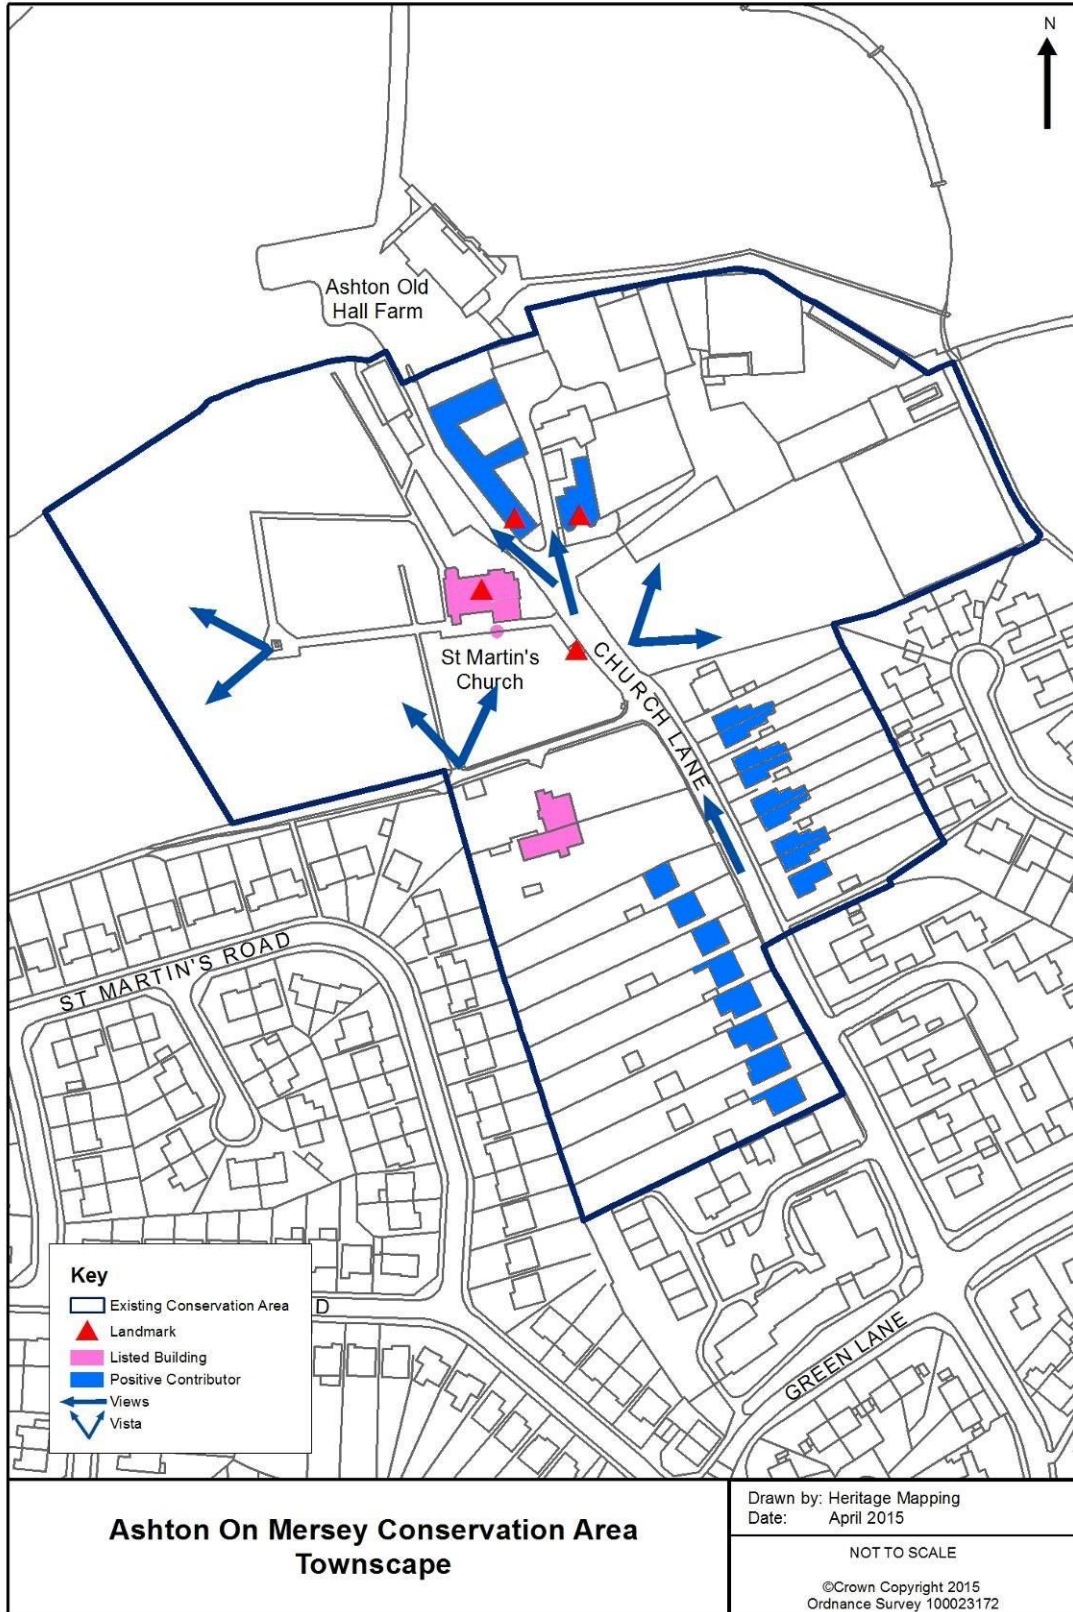 N
Ashton Old
Hall Farm
St Martin's
Church
CHURCH LANE
ST MARTIN'S ROAD
D
GREEN LANE
Key
Existing Conservation Area
Landmark
Listed Building
Positive Contributor
Views
Vista
Ashton On Mersey Conservation Area
Townscape
Drawn by: Heritage Mapping
Date: April 2015
NOT TO SCALE
©Crown Copyright 2015
Ordnance Survey 100023172